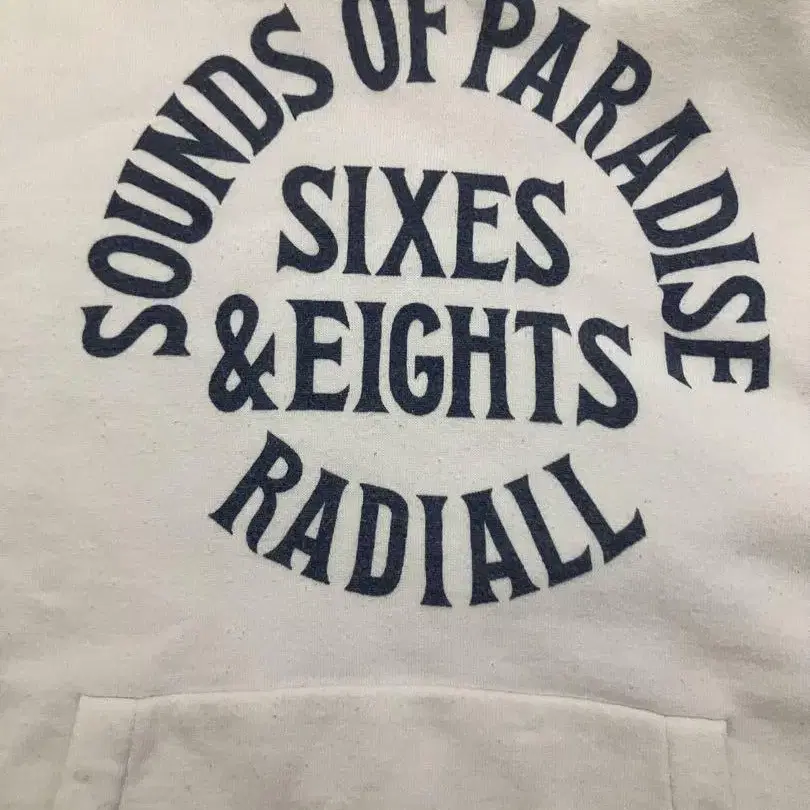 SOUNDS OF PARADISE
SIXES
&EIGHTS
RADIALL